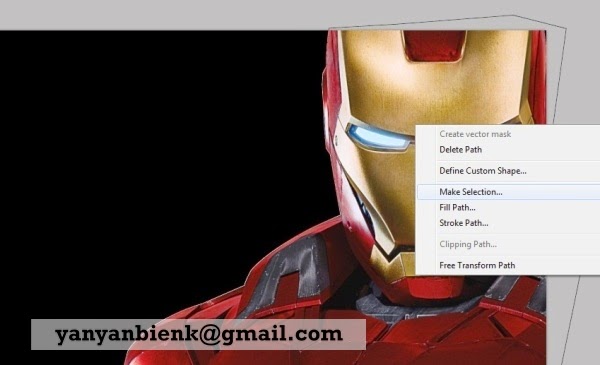 Create vector mask
Delete Path
Define Custom Shape...
Make Selection...
Fill Path...
Stroke Path...
Clipping Path...
Free Transform Path
yanyanbienk@gmail.com